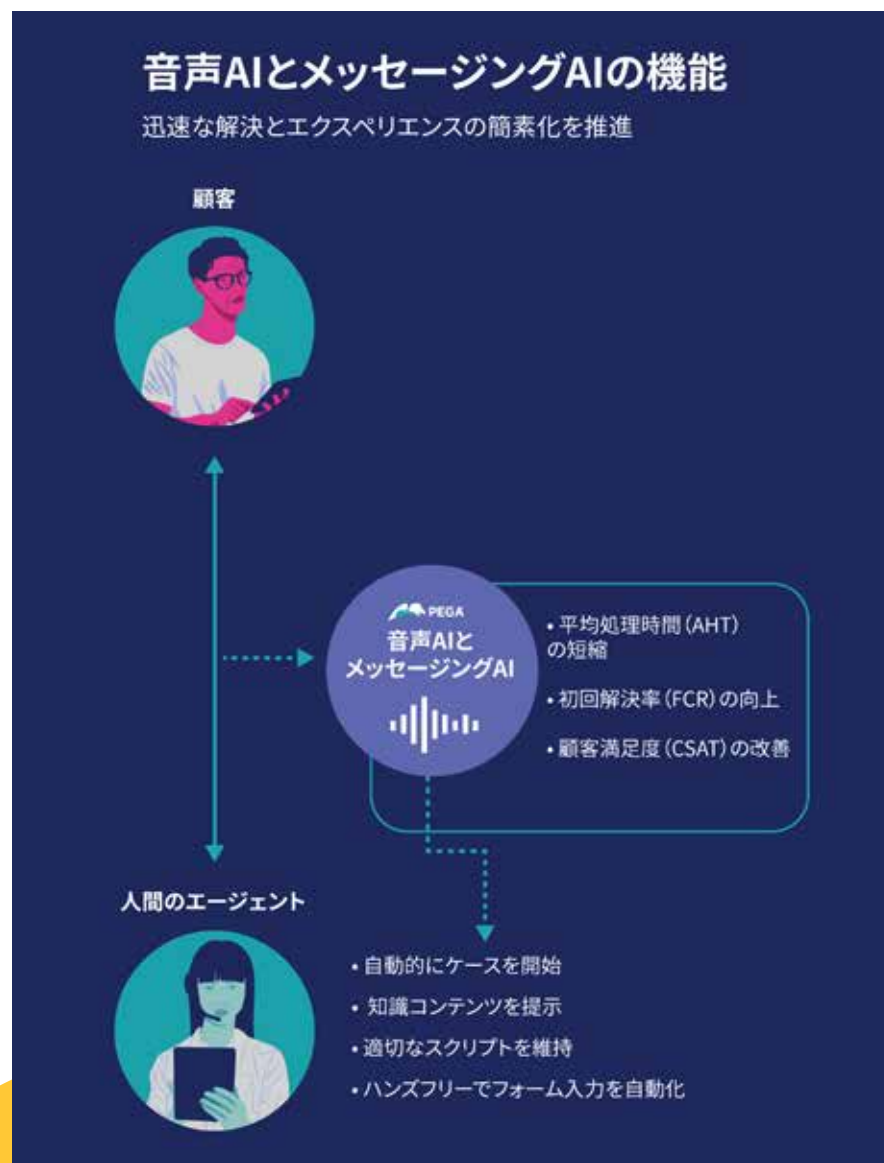 音声AIとメッセージングAIの機能
迅速な解決とエクスペリエンスの簡素化を推進
顧客
PEGA
音声AIと
メッセージングAI
• 平均処理時間（AHT）
の短縮
• 初回解決率（FCR）の向上
• 顧客満足度（CSAT）の改善
人間のエージェント
• 自動的にケースを開始
• 知識コンテンツを提示
• 適切なスクリプトを維持
• ハンズフリーでフォーム入力を自動化